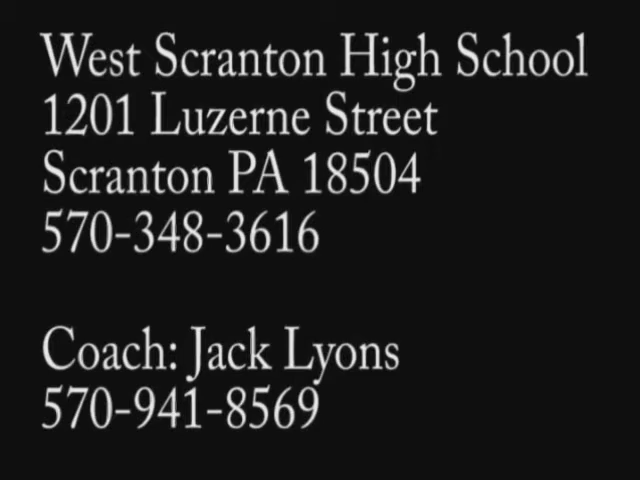 West Scranton High School
1201 Luzerne Street
Scranton PA 18504
570-348-3616
Coach: Jack Lyons
570-941-8569